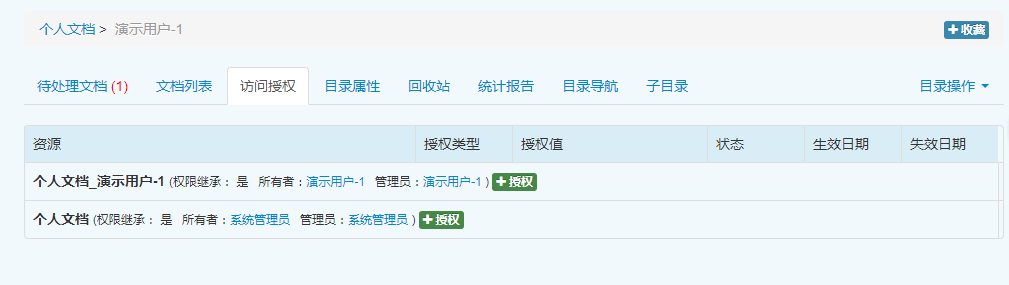 个人文档 > 演示用户-1 收藏
待处理文档 (1) 文档列表 访问授权 目录属性 回收站 统计报告 目录导航 子目录 目录操作
资源 授权类型 授权值 状态 生效日期 失效日期
个人文档_演示用户-1 (权限继承： 是 所有者：演示用户-1 管理员：演示用户-1 ) 授权
个人文档 (权限继承： 是 所有者：系统管理员 管理员：系统管理员 ) 授权